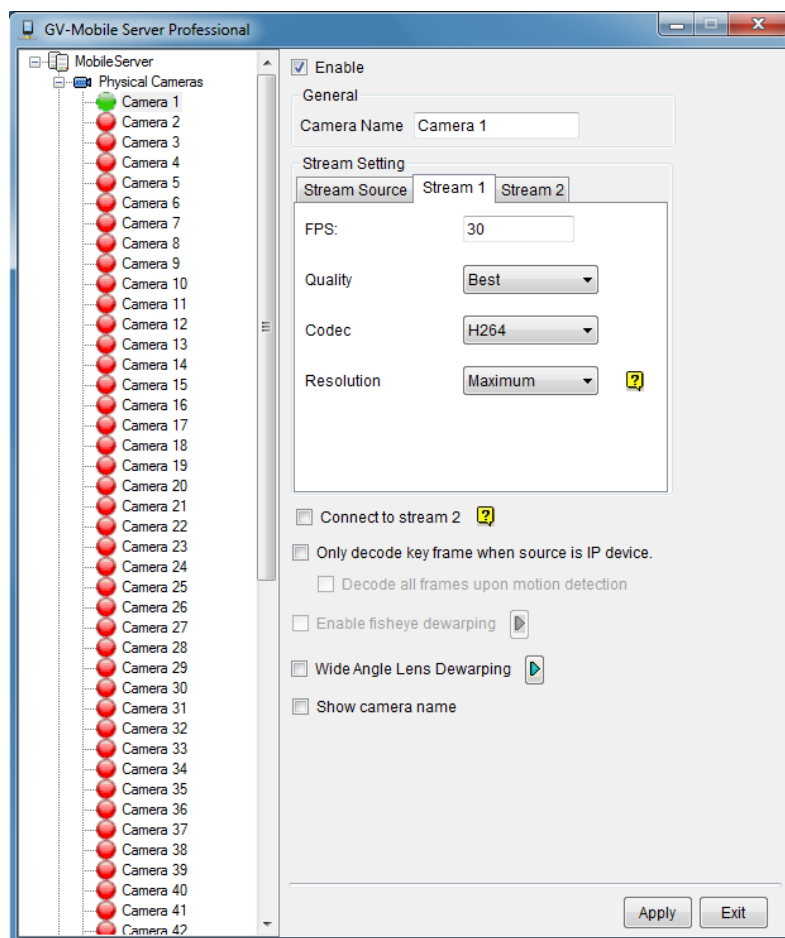 GV-Mobile Server Professional
MobileServer
Physical Cameras
Camera 1
Camera 2
Camera 3
Camera 4
Camera 5
Camera 6
Camera 7
Camera 8
Camera 9
Camera 10
Camera 11
Camera 12
Camera 13
Camera 14
Camera 15
Camera 16
Camera 17
Camera 18
Camera 19
Camera 20
Camera 21
Camera 22
Camera 23
Camera 24
Camera 25
Camera 26
Camera 27
Camera 28
Camera 29
Camera 30
Camera 31
Camera 32
Camera 33
Camera 34
Camera 35
Camera 36
Camera 37
Camera 38
Camera 39
Camera 40
Camera 41
Camera 42
Enable
General
Camera Name Camera 1
Stream Setting
Stream Source Stream 1 Stream 2
FPS: 30
Quality Best
Codec H264
Resolution Maximum ?
Connect to stream 2 ?
Only decode key frame when source is IP device.
Decode all frames upon motion detection
Enable fisheye dewarping
Wide Angle Lens Dewarping
Show camera name
Apply Exit